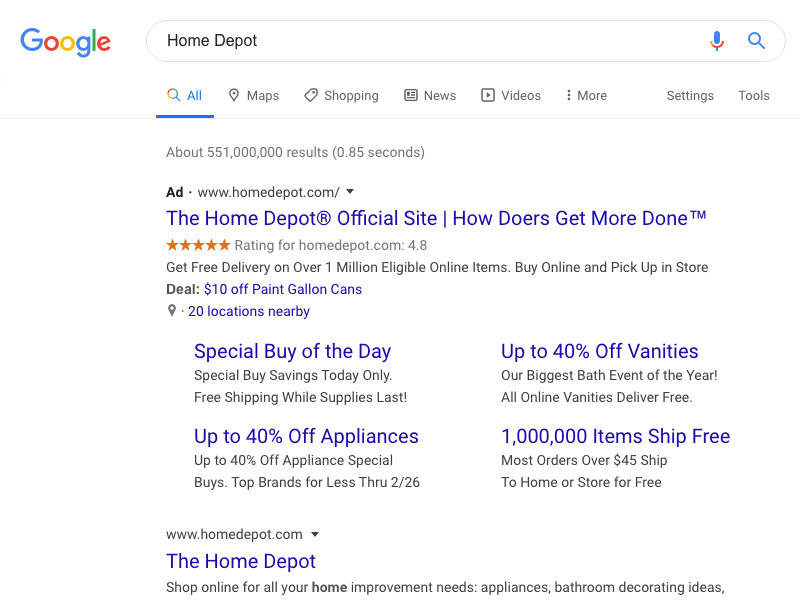 Google
Home Depot
All Maps Shopping News Videos More Settings Tools
About 551,000,000 results (0.85 seconds)
Ad · www.homedepot.com/
The Home Depot® Official Site | How Doers Get More Done™
Rating for homedepot.com: 4.8
Get Free Delivery on Over 1 Million Eligible Online Items. Buy Online and Pick Up in Store
Deal: $10 off Paint Gallon Cans
· 20 locations nearby
Special Buy of the Day
Special Buy Savings Today Only.
Free Shipping While Supplies Last!
Up to 40% Off Vanities
Our Biggest Bath Event of the Year!
All Online Vanities Deliver Free.
Up to 40% Off Appliances
Up to 40% Off Appliance Special
Buys. Top Brands for Less Thru 2/26
1,000,000 Items Ship Free
Most Orders Over $45 Ship
To Home or Store for Free
www.homedepot.com
The Home Depot
Shop online for all your home improvement needs: appliances, bathroom decorating ideas,